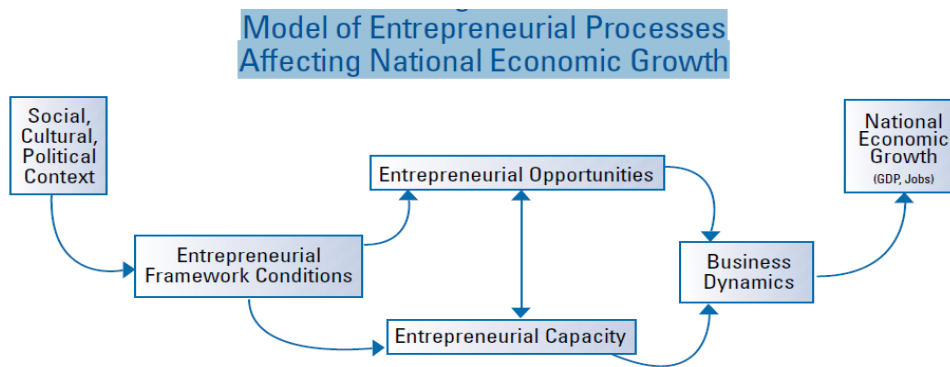 Model of Entrepreneurial Processes
Affecting National Economic Growth
Social,
Cultural,
Political
Context
National
Economic
Growth
(GDP, Jobs)
Entrepreneurial Opportunities
Entrepreneurial
Framework Conditions
Business
Dynamics
Entrepreneurial Capacity